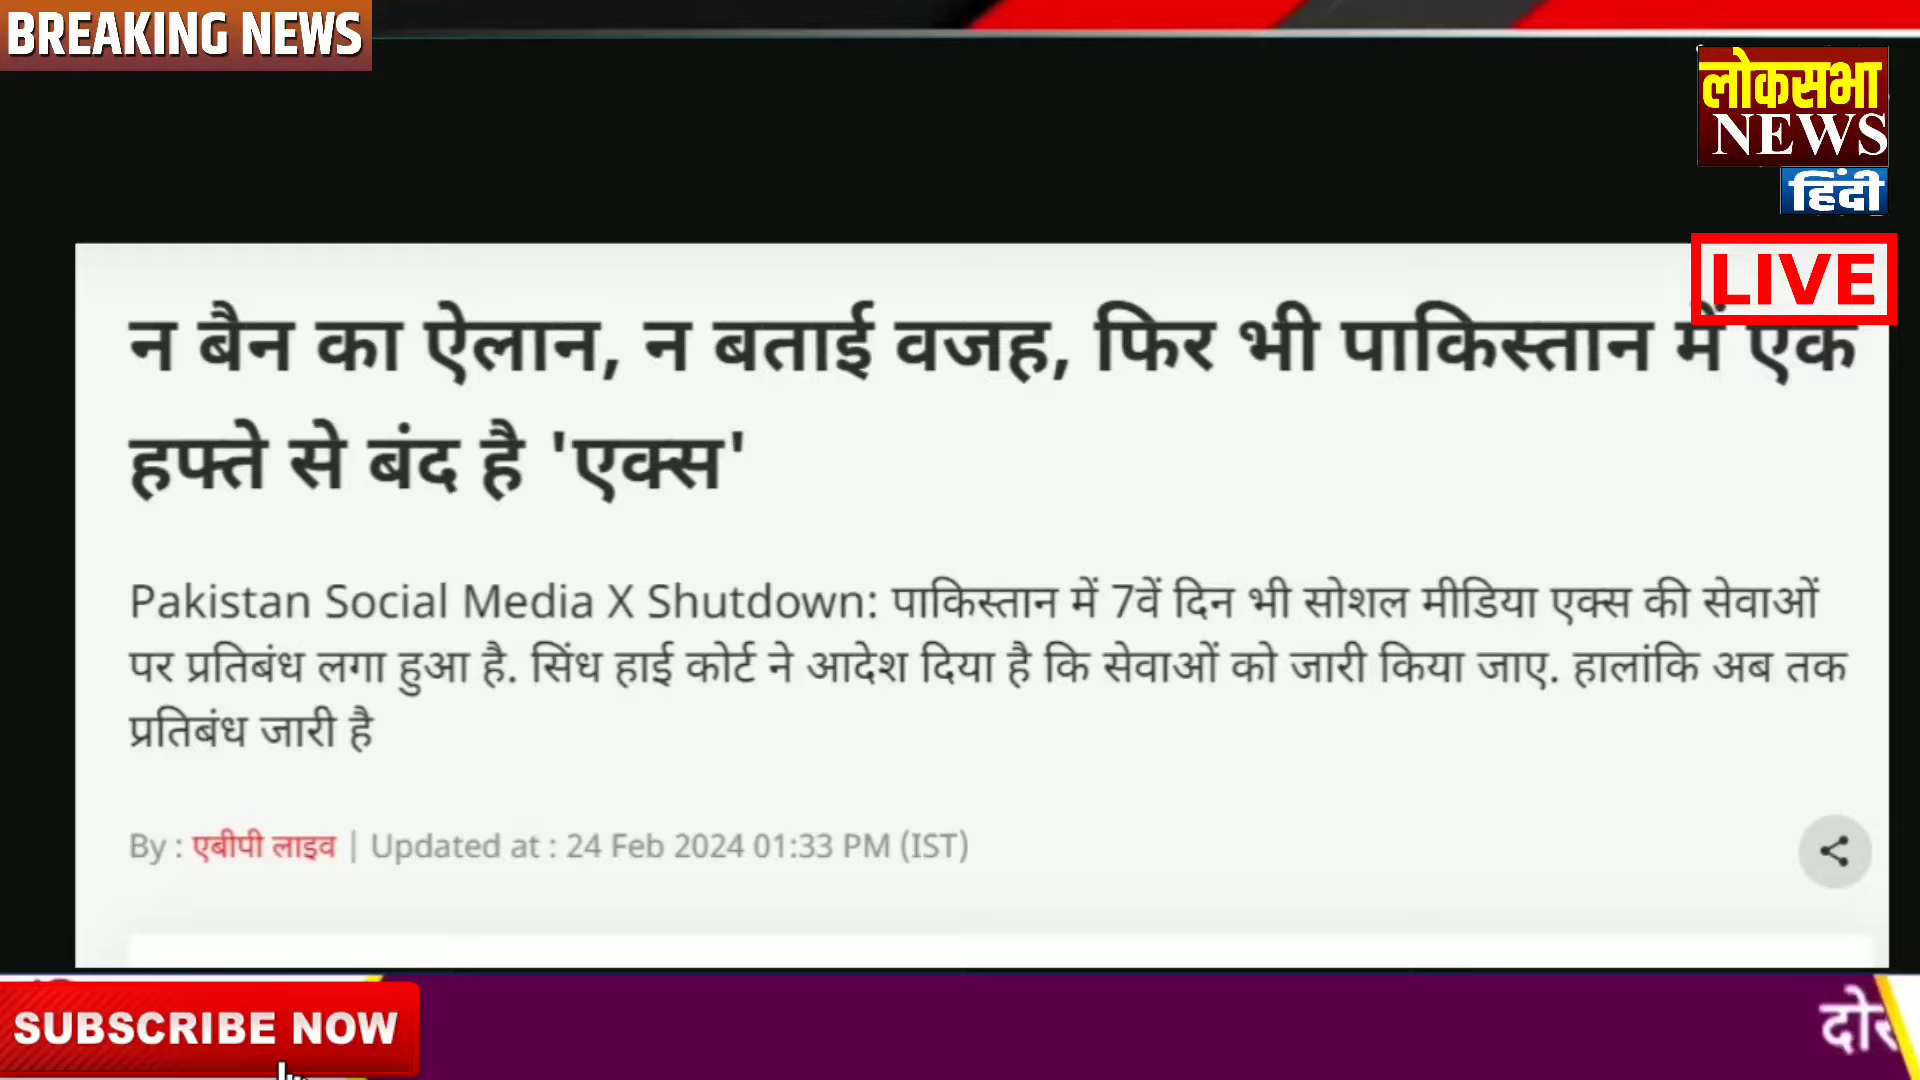 BREAKING NEWS
लोकसभा
NEWS
हिंदी
LIVE
न बैन का ऐलान, न बताई वजह, फिर भी पाकिस्तान में एक
हफ्ते से बंद है 'एक्स'
Pakistan Social Media X Shutdown: पाकिस्तान में 7वें दिन भी सोशल मीडिया एक्स की सेवाओं
पर प्रतिबंध लगा हुआ है. सिंध हाई कोर्ट ने आदेश दिया है कि सेवाओं को जारी किया जाए. हालांकि अब तक
प्रतिबंध जारी है
By : एबीपी लाइव | Updated at : 24 Feb 2024 01:33 PM (IST)
SUBSCRIBE NOW